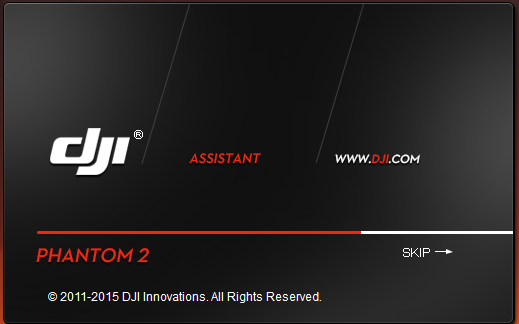 dji®
ASSISTANT
WWW.DJI.COM
PHANTOM 2
SKIP
© 2011-2015 DJI Innovations. All Rights Reserved.